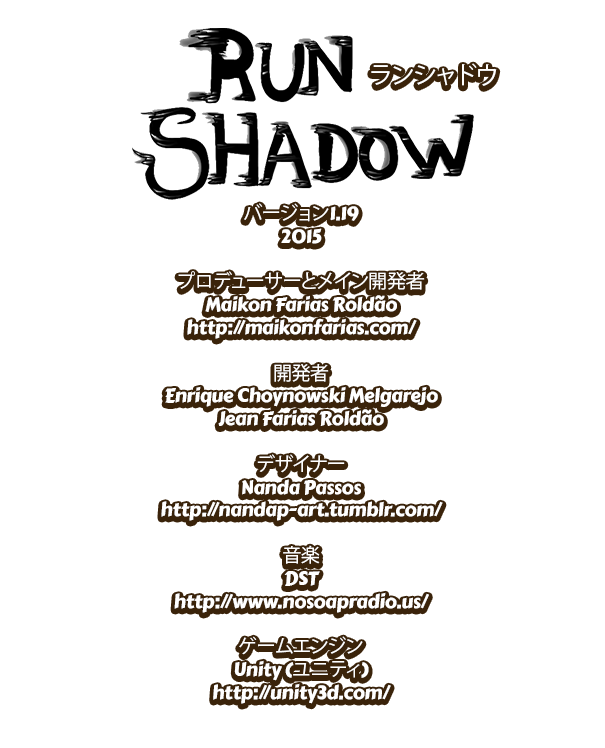 RUN
ランシャドウ
SHADOW
バージョン1.19
2015
プロデューサーとメイン開発者
Maikon Farias Roldão
http://maikonfarias.com/
開発者
Enrique Choynowski Melgarejo
Jean Farias Roldão
デザイナー
Nanda Passos
http://nandap-art.tumblr.com/
音楽
DST
http://www.nosoapradio.us/
ゲームエンジン
Unity (ユニティ)
http://unity3d.com/